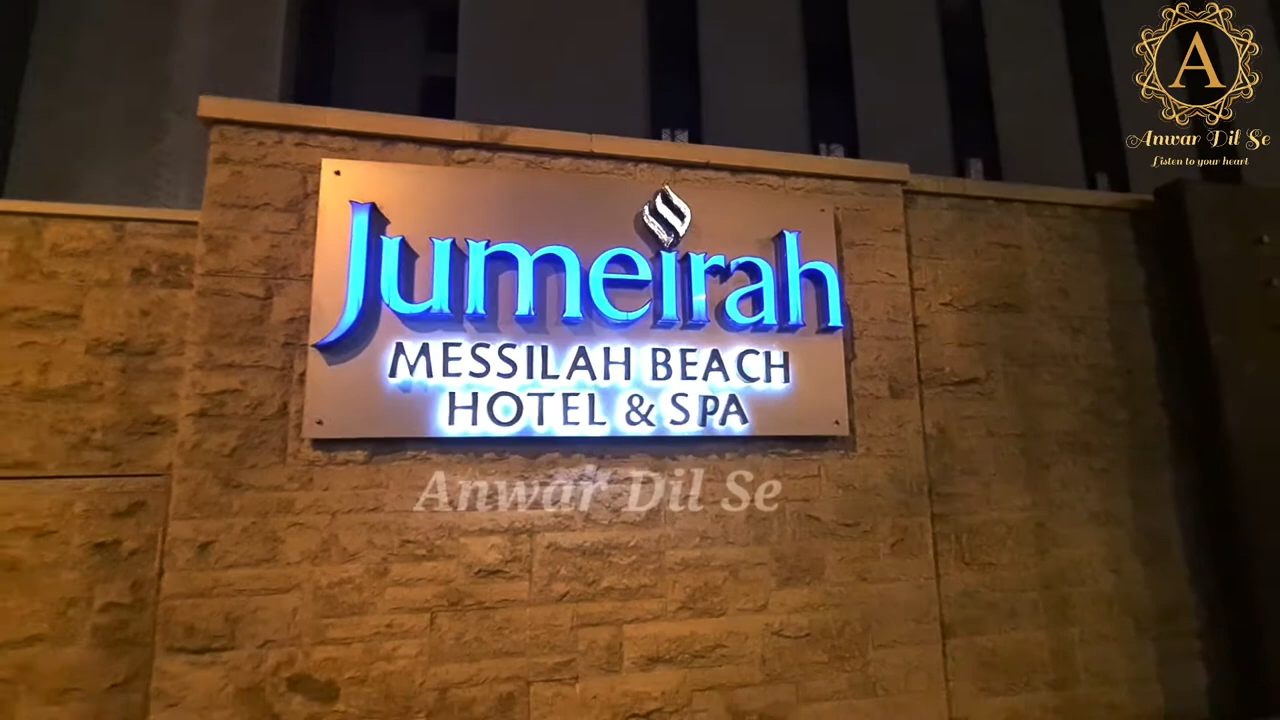 A
Anwar Dil Se
Listen to your heart
Jumeirah
MESSILAH BEACH
HOTEL & SPA
Anwar Dil Se